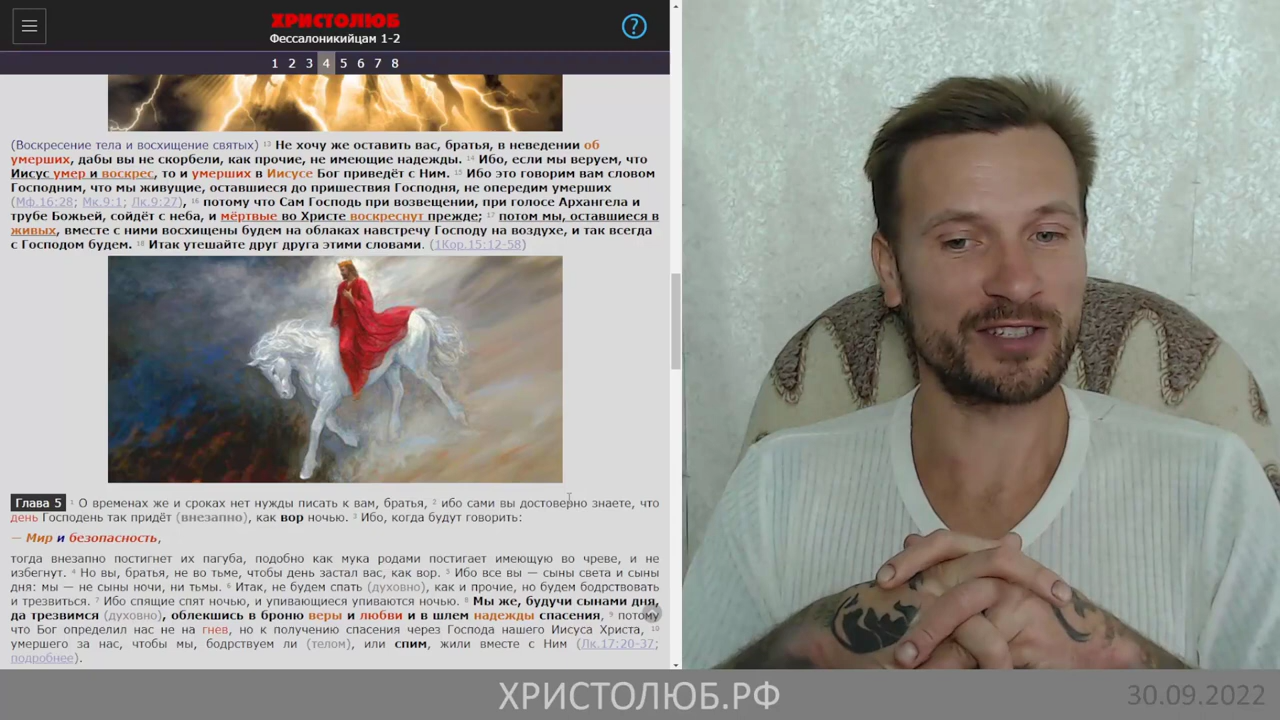 ХРИСТОЛЮБ
Фессалоникийцам 1-2
?
1 2 3 4 5 6 7 8
(Воскресение тела и восхищение святых) 13 Не хочу же оставить вас, братья, в неведении об
умерших, дабы вы не скорбели, как прочие, не имеющие надежды. 14 Ибо, если мы веруем, что
Иисус умер и воскрес, то и умерших в Иисусе Бог приведёт с Ним. 15 Ибо это говорим вам словом
Господним, что мы живущие, оставшиеся до пришествия Господня, не опередим умерших
(Мф.16:28; Мк.9:1; Лк.9:27), 16 потому что Сам Господь при возвещении, при голосе Архангела и
трубе Божьей, сойдёт с неба, и мёртвые во Христе воскреснут прежде; 17 потом мы, оставшиеся в
живых, вместе с ними восхищены будем на облаках навстречу Господу на воздухе, и так всегда
с Господом будем. 18 Итак утешайте друг друга этими словами. (1Кор.15:12-58)
Глава 5 1 О временах же и сроках нет нужды писать к вам, братья, 2 ибо сами вы достоверно знаете, что
день Господень так придёт (внезапно), как вор ночью. 3 Ибо, когда будут говорить:
— Мир и безопасность,
тогда внезапно постигнет их пагуба, подобно как мука родами постигает имеющую во чреве, и не
избегнут. 4 Но вы, братья, не во тьме, чтобы день застал вас, как вор. 5 Ибо все вы — сыны света и сыны
дня: мы — не сыны ночи, ни тьмы. 6 Итак, не будем спать (духовно), как и прочие, но будем бодрствовать
и трезвиться. 7 Ибо спящие спят ночью, и упивающиеся упиваются ночью. 8 Мы же, будучи сынами дня,
да трезвимся (духовно), облекшись в броню веры и любви и в шлем надежды спасения, 9 потому
что Бог определил нас не на гнев, но к получению спасения через Господа нашего Иисуса Христа, 10
умершего за нас, чтобы мы, бодрствуем ли (телом), или спим, жили вместе с Ним (Лк.17:20-37;
подробнее).
ХРИСТОЛЮБ.РФ
30.09.2022